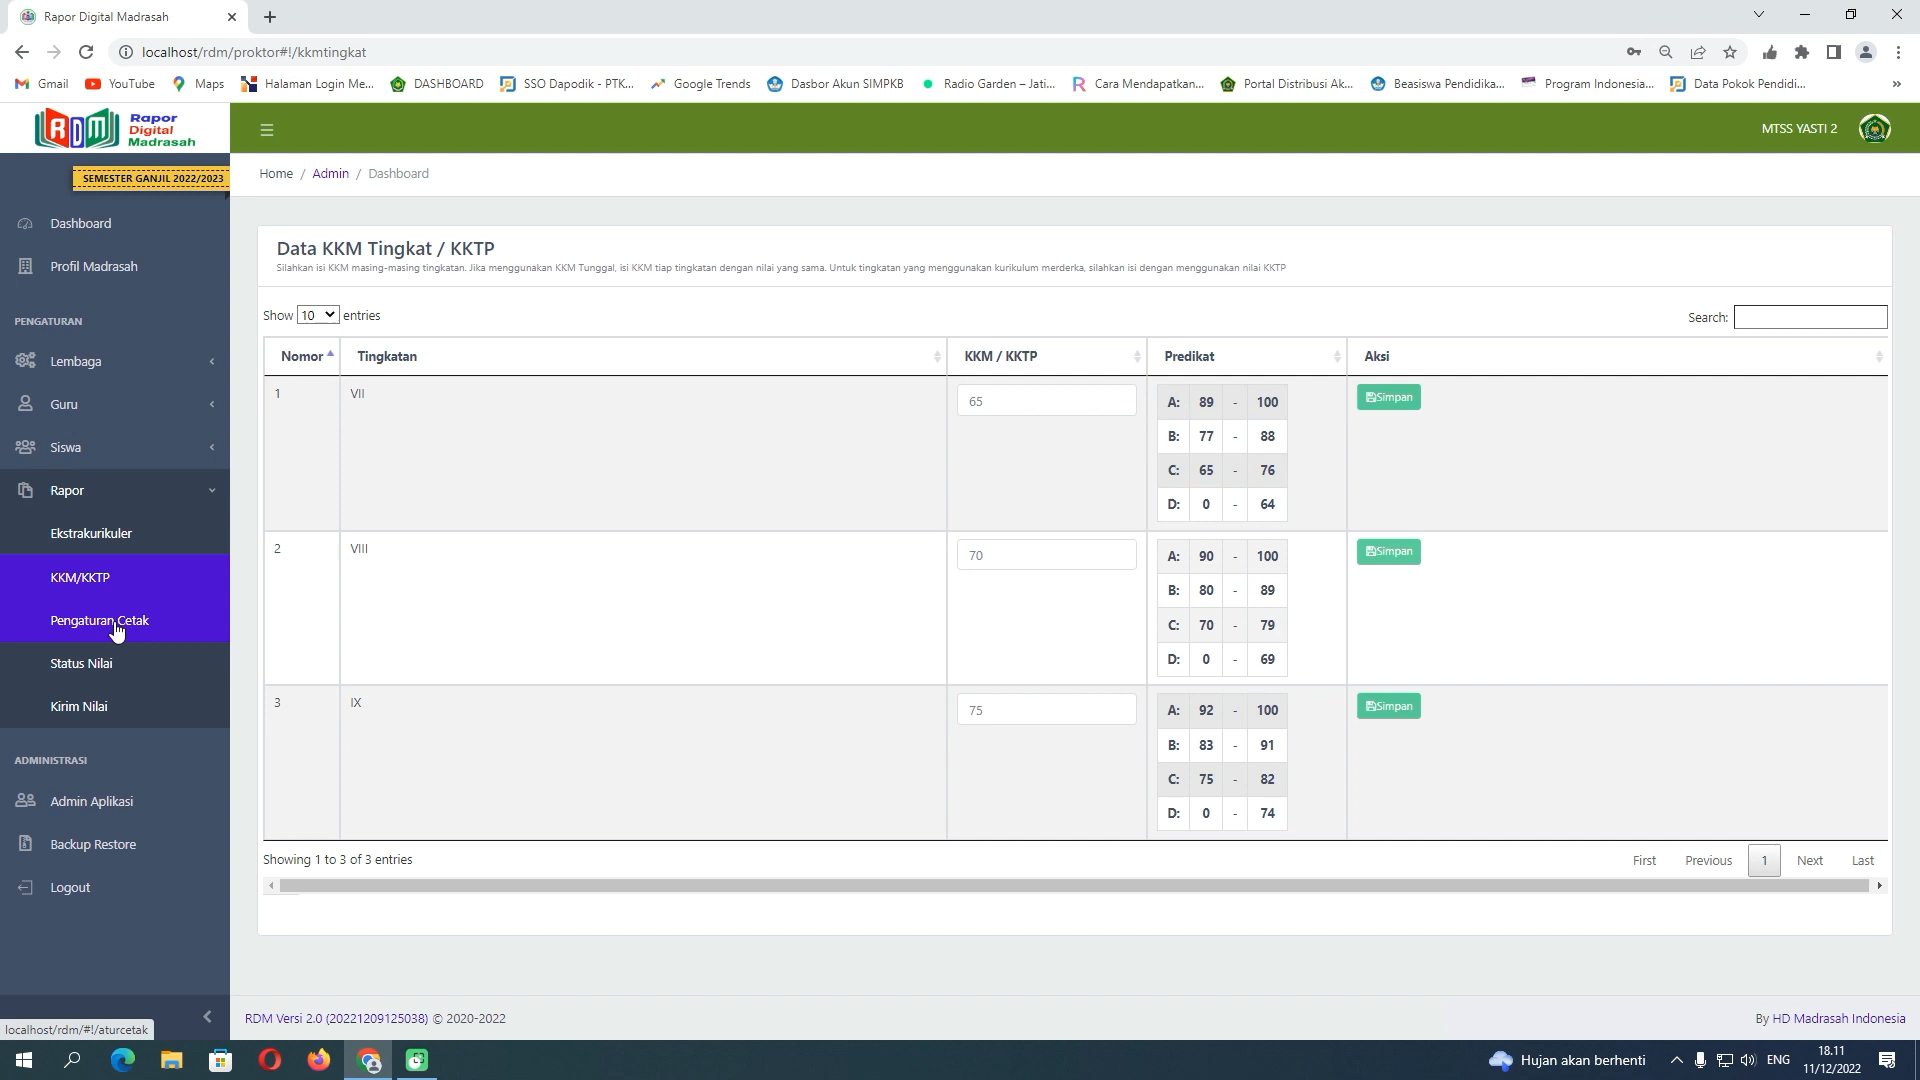 Rapor Digital Madrasah
localhost/rdm/proktor#!/kkmtingkat
Gmail YouTube Maps Halaman Login Me... DASHBOARD SSO Dapodik - PTK... Google Trends Dasbor Akun SIMPKB Radio Garden – Jati... Cara Mendapatkan... Portal Distribusi Ak... Beasiswa Pendidika... Program Indonesia... Data Pokok Pendidi... »
RDM Rapor
Digital
Madrasah
MTSS YASTI 2
SEMESTER GANJIL 2022/2023
Home / Admin / Dashboard
Dashboard
Profil Madrasah
PENGATURAN
Lembaga
Guru
Siswa
Rapor
Ekstrakurikuler
KKM/KKTP
Pengaturan Cetak
Status Nilai
Kirim Nilai
ADMINISTRASI
Admin Aplikasi
Backup Restore
Logout
Data KKM Tingkat / KKTP
Silahkan isi KKM masing-masing tingkatan. Jika menggunakan KKM Tunggal, isi KKM tiap tingkatan dengan nilai yang sama. Untuk tingkatan yang menggunakan kurikulum merderka, silahkan isi dengan menggunakan nilai KKTP
Show 10 entries
Search:
Nomor Tingkatan KKM / KKTP Predikat Aksi
1 VII 65 A: 89 - 100 Simpan
B: 77 - 88
C: 65 - 76
D: 0 - 64
2 VIII 70 A: 90 - 100 Simpan
B: 80 - 89
C: 70 - 79
D: 0 - 69
3 IX 75 A: 92 - 100 Simpan
B: 83 - 91
C: 75 - 82
D: 0 - 74
Showing 1 to 3 of 3 entries
First Previous 1 Next Last
RDM Versi 2.0 (20221209125038) © 2020-2022
By HD Madrasah Indonesia
localhost/rdm/#!/aturcetak
Hujan akan berhenti
ENG
18.11
11/12/2022